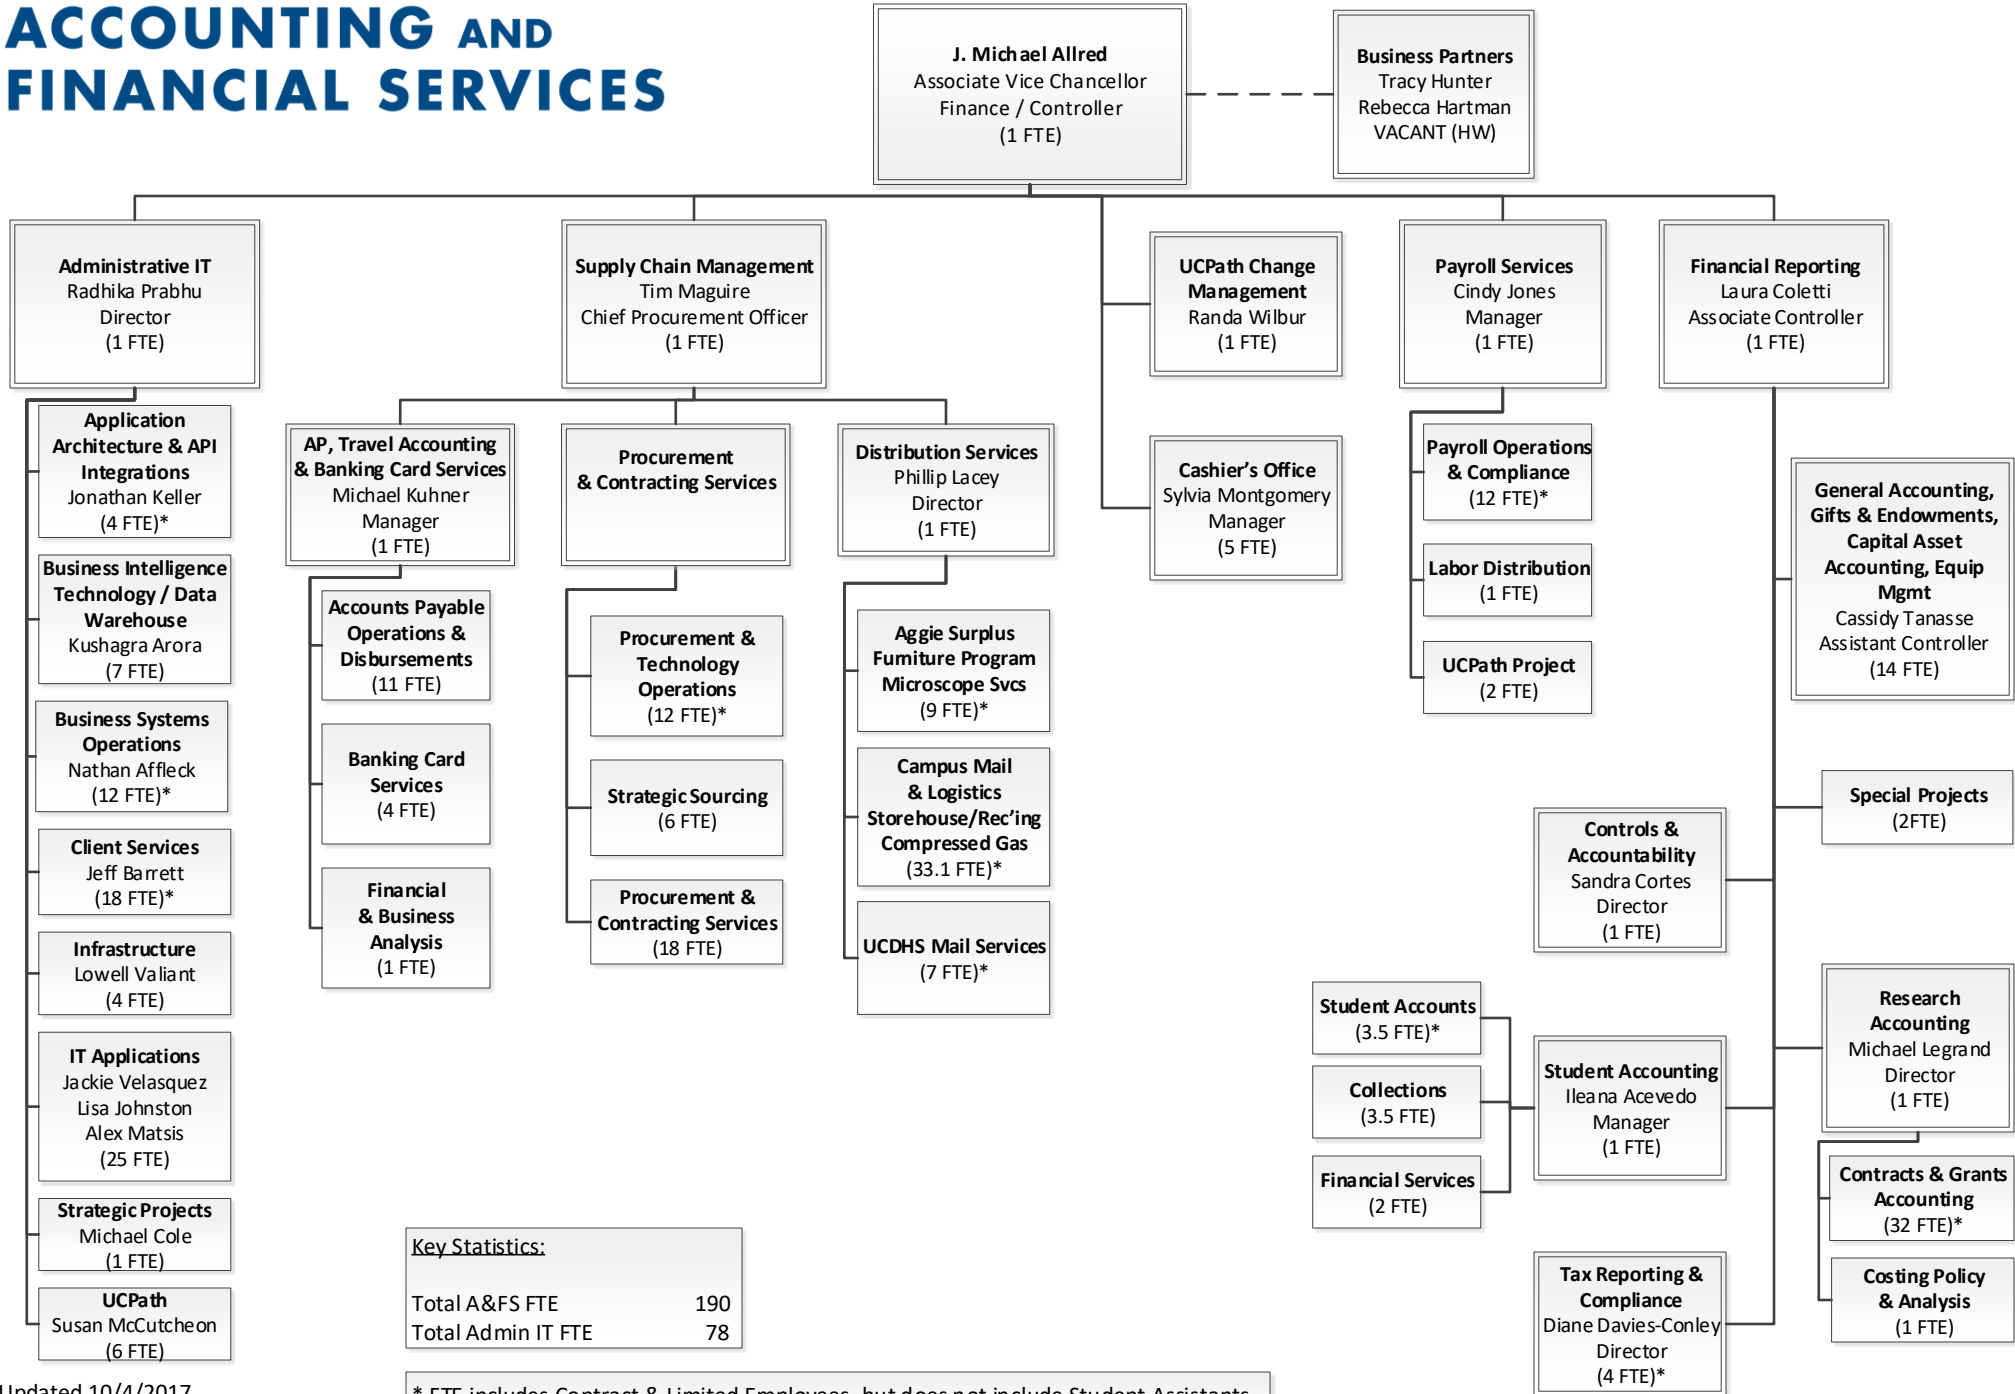 ACCOUNTING AND
FINANCIAL SERVICES
J. Michael Allred
Associate Vice Chancellor
Finance / Controller
(1 FTE)
Business Partners
Tracy Hunter
Rebecca Hartman
VACANT (HW)
Administrative IT
Radhika Prabhu
Director
(1 FTE)
Application
Architecture & API
Integrations
Jonathan Keller
(4 FTE)*
Business Intelligence
Technology / Data
Warehouse
Kushagra Arora
(7 FTE)
Business Systems
Operations
Nathan Affleck
(12 FTE)*
Client Services
Jeff Barrett
(18 FTE)*
Infrastructure
Lowell Valiant
(4 FTE)
IT Applications
Jackie Velasquez
Lisa Johnston
Alex Matsis
(25 FTE)
Strategic Projects
Michael Cole
(1 FTE)
UCPath
Susan McCutcheon
(6 FTE)
Supply Chain Management
Tim Maguire
Chief Procurement Officer
(1 FTE)
AP, Travel Accounting
& Banking Card Services
Michael Kuhner
Manager
(1 FTE)
Accounts Payable
Operations &
Disbursements
(11 FTE)
Banking Card
Services
(4 FTE)
Financial
& Business
Analysis
(1 FTE)
Procurement
& Contracting Services
Procurement &
Technology
Operations
(12 FTE)*
Strategic Sourcing
(6 FTE)
Procurement &
Contracting Services
(18 FTE)
Distribution Services
Phillip Lacey
Director
(1 FTE)
Aggie Surplus
Furniture Program
Microscope Svcs
(9 FTE)*
Campus Mail
& Logistics
Storehouse/Rec'ing
Compressed Gas
(33.1 FTE)*
UCDHS Mail Services
(7 FTE)*
UCPath Change
Management
Randa Wilbur
(1 FTE)
Cashier's Office
Sylvia Montgomery
Manager
(5 FTE)
Payroll Services
Cindy Jones
Manager
(1 FTE)
Payroll Operations
& Compliance
(12 FTE)*
Labor Distribution
(1 FTE)
UCPath Project
(2 FTE)
Financial Reporting
Laura Coletti
Associate Controller
(1 FTE)
General Accounting,
Gifts & Endowments,
Capital Asset
Accounting, Equip
Mgmt
Cassidy Tanasse
Assistant Controller
(14 FTE)
Special Projects
(2FTE)
Controls &
Accountability
Sandra Cortes
Director
(1 FTE)
Research
Accounting
Michael Legrand
Director
(1 FTE)
Contracts & Grants
Accounting
(32 FTE)*
Costing Policy
& Analysis
(1 FTE)
Student Accounting
Ileana Acevedo
Manager
(1 FTE)
Student Accounts
(3.5 FTE)*
Collections
(3.5 FTE)
Financial Services
(2 FTE)
Tax Reporting &
Compliance
Diane Davies-Conley
Director
(4 FTE)*
Key Statistics:
Total A&FS FTE 190
Total Admin IT FTE 78
Updated 10/4/2017
* FTE includes Contract & Limited Employees, but does not include Student Assistants